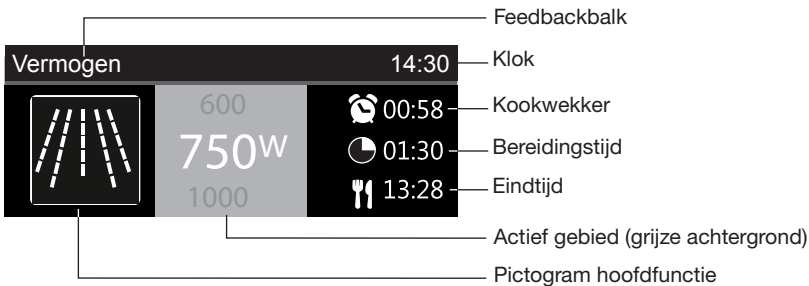 Feedbackbalk
Vermogen 14:30 Klok
600 00:58 Kookwekker
750W 01:30 Bereidingstijd
1000 13:28 Eindtijd
Actief gebied (grijze achtergrond)
Pictogram hoofdfunctie